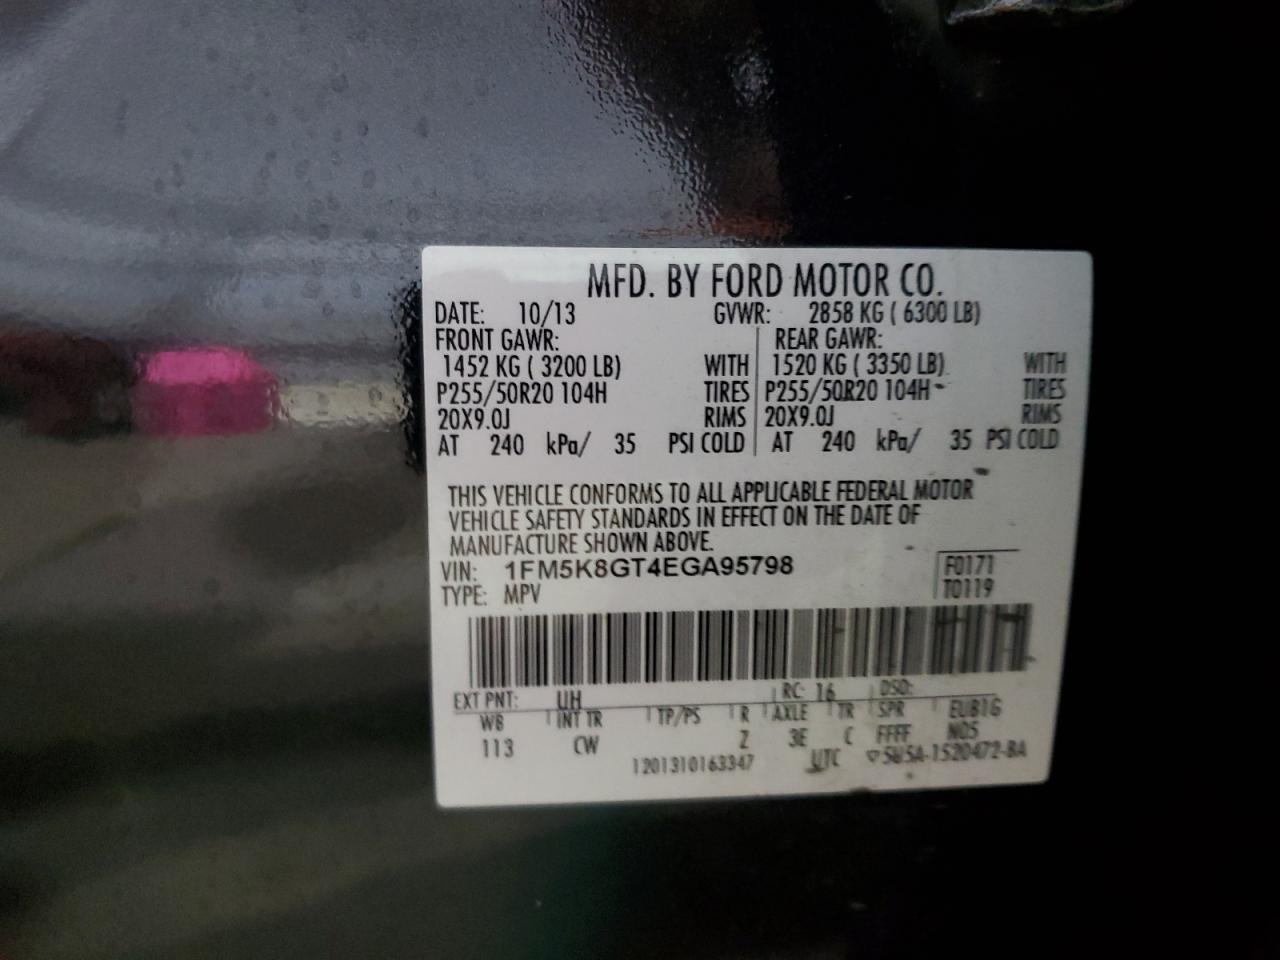 MFD. BY FORD MOTOR CO.
DATE: 10/13 GVWR: 2858 KG ( 6300 LB)
FRONT GAWR: REAR GAWR:
1452 KG ( 3200 LB) WITH 1520 KG ( 3350 LB) WITH
P255/50R20 104H TIRES P255/50R20 104H TIRES
20X9.0J RIMS 20X9.0J RIMS
AT 240 kPa/ 35 PSI COLD AT 240 kPa/ 35 PSI COLD
THIS VEHICLE CONFORMS TO ALL APPLICABLE FEDERAL MOTOR
VEHICLE SAFETY STANDARDS IN EFFECT ON THE DATE OF
MANUFACTURE SHOWN ABOVE.
VIN: 1FM5K8GT4EGA95798 F0171
TYPE: MPV T0119
EXT PNT: UH RC: 16 DSO:
WB INT TR TP/PS R AXLE TR SPR EUB1G
113 CW Z 3E C FFFF N05
1201310163347 UTC 5U5A-1520472-BA